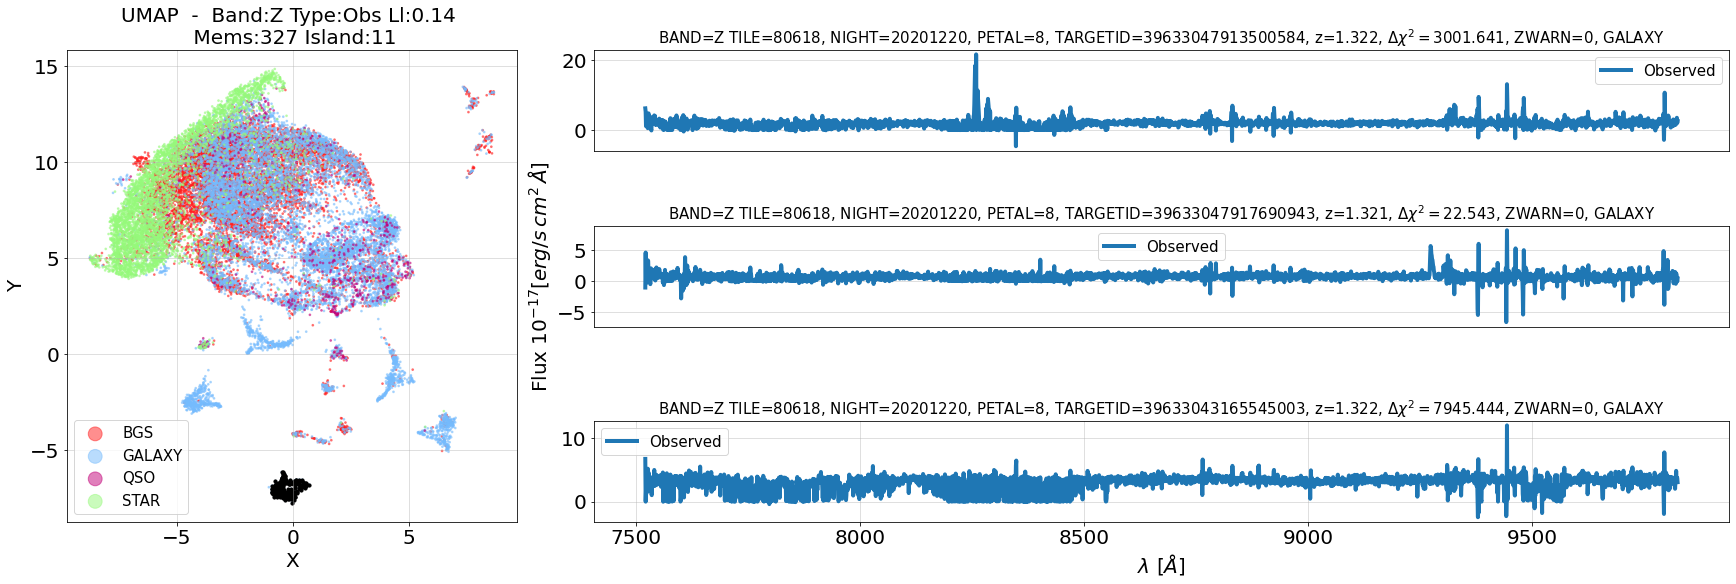 UMAP - Band:Z Type:Obs Ll:0.14
Mems:327 Island:11
15
10
5
0
−5
Y
BGS
GALAXY
QSO
STAR
−5
0
5
X
BAND=Z TILE=80618, NIGHT=20201220, PETAL=8, TARGETID=39633047913500584, z=1.322, Δχ² = 3001.641, ZWARN=0, GALAXY
20
0
Observed
BAND=Z TILE=80618, NIGHT=20201220, PETAL=8, TARGETID=39633047917690943, z=1.321, Δχ² = 22.543, ZWARN=0, GALAXY
5
0
−5
Observed
Flux 10⁻¹⁷[erg/s cm² Å]
BAND=Z TILE=80618, NIGHT=20201220, PETAL=8, TARGETID=39633043165545003, z=1.322, Δχ² = 7945.444, ZWARN=0, GALAXY
10
0
Observed
7500
8000
8500
9000
9500
λ [Å]